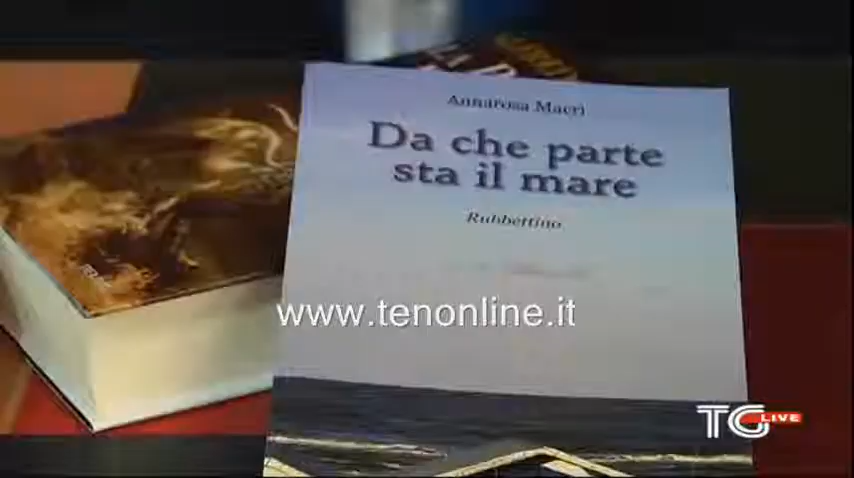 Annarosa Macrì
Da che parte
sta il mare
Rubbettino
www.tenonline.it
TG LIVE